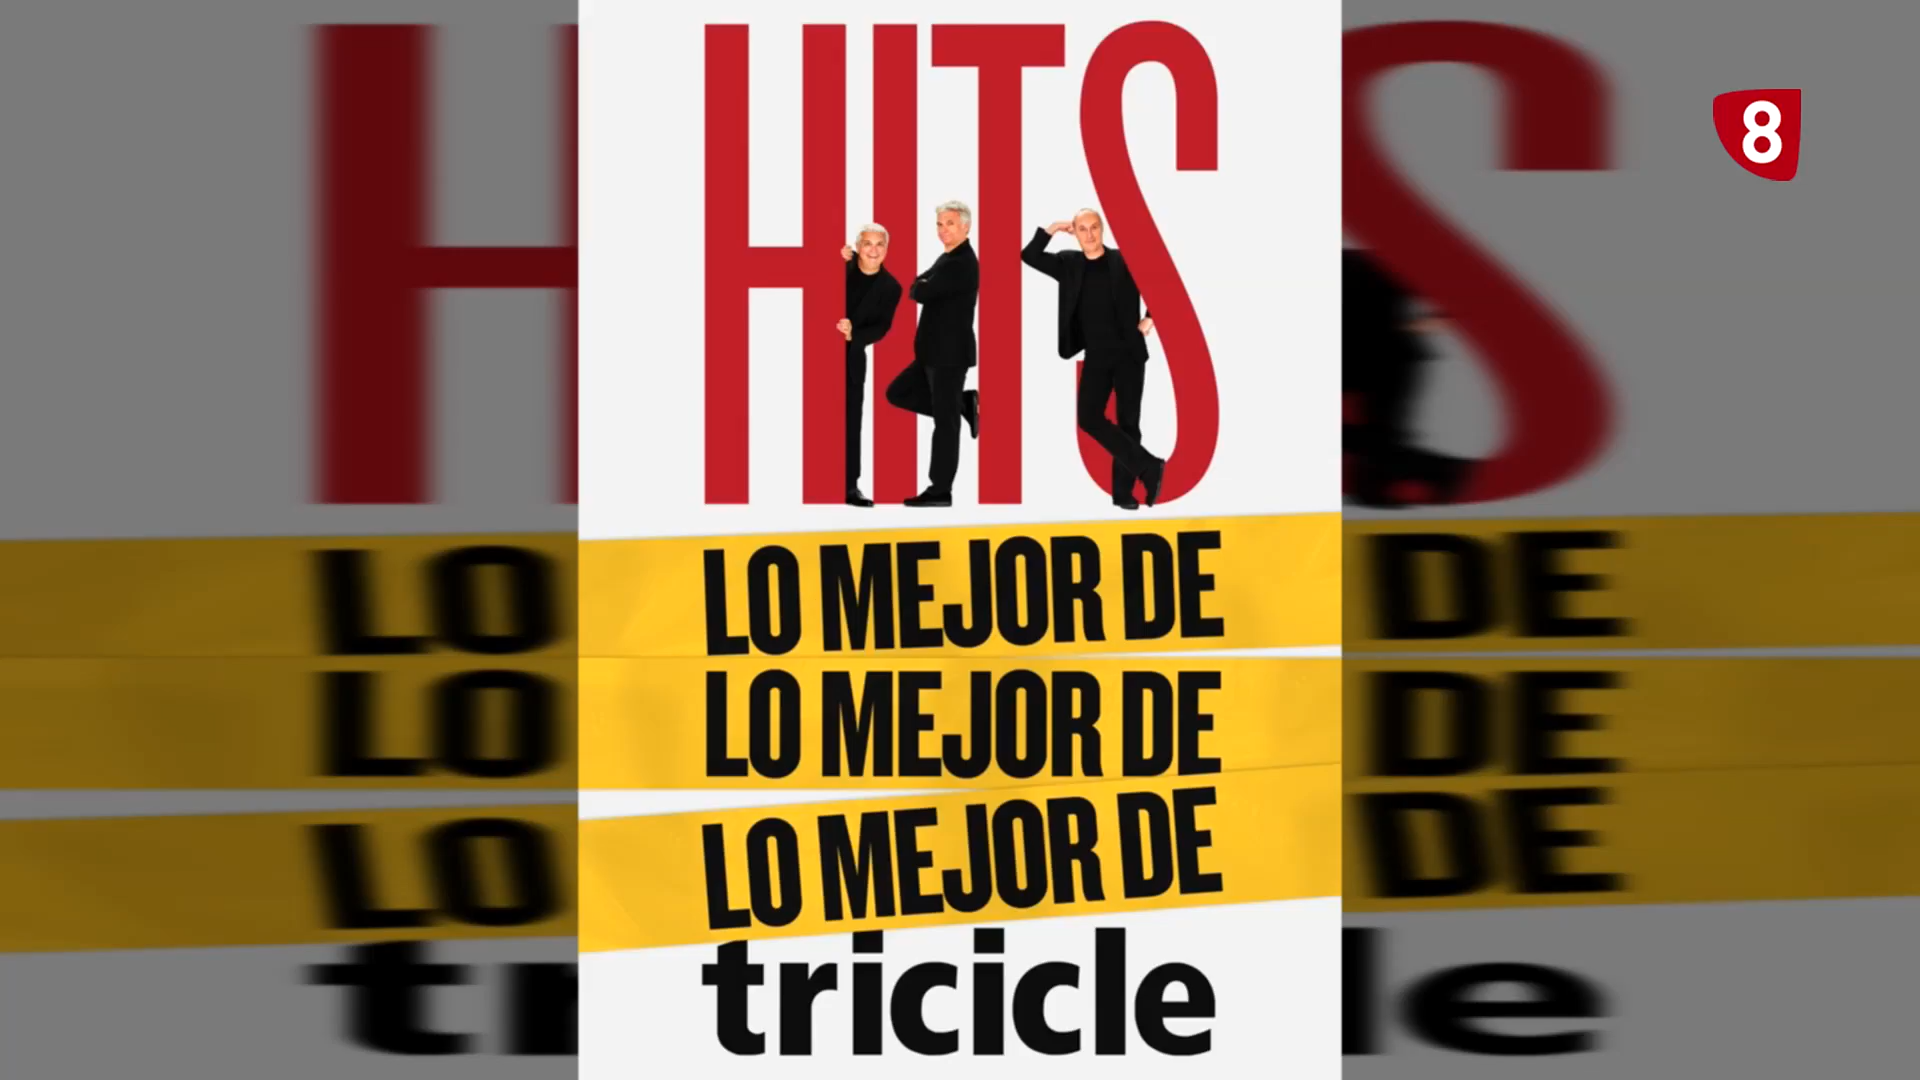 HITS
8
LO MEJOR DE
LO MEJOR DE
LO MEJOR DE
tricicle